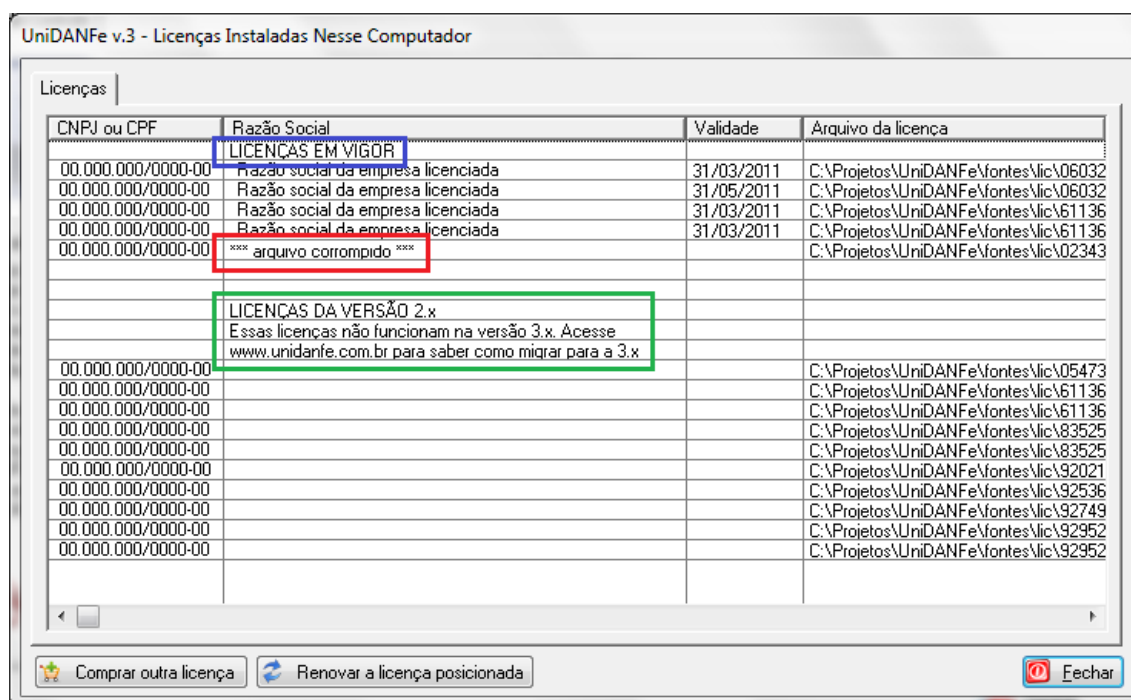 UniDANFe v.3 - Licenças Instaladas Nesse Computador
Licenças
CNPJ ou CPF Razão Social Validade Arquivo da licença
LICENÇAS EM VIGOR
00.000.000/0000-00 Razão social da empresa licenciada 31/03/2011 C:\Projetos\UniDANFe\fontes\lic\06032
00.000.000/0000-00 Razão social da empresa licenciada 31/05/2011 C:\Projetos\UniDANFe\fontes\lic\06032
00.000.000/0000-00 Razão social da empresa licenciada 31/03/2011 C:\Projetos\UniDANFe\fontes\lic\61136
00.000.000/0000-00 Razão social da empresa licenciada 31/03/2011 C:\Projetos\UniDANFe\fontes\lic\61136
00.000.000/0000-00 *** arquivo corrompido *** C:\Projetos\UniDANFe\fontes\lic\02343
LICENÇAS DA VERSÃO 2.x
Essas licenças não funcionam na versão 3.x. Acesse
www.unidanfe.com.br para saber como migrar para a 3.x
00.000.000/0000-00 C:\Projetos\UniDANFe\fontes\lic\05473
00.000.000/0000-00 C:\Projetos\UniDANFe\fontes\lic\61136
00.000.000/0000-00 C:\Projetos\UniDANFe\fontes\lic\61136
00.000.000/0000-00 C:\Projetos\UniDANFe\fontes\lic\83525
00.000.000/0000-00 C:\Projetos\UniDANFe\fontes\lic\83525
00.000.000/0000-00 C:\Projetos\UniDANFe\fontes\lic\92021
00.000.000/0000-00 C:\Projetos\UniDANFe\fontes\lic\92536
00.000.000/0000-00 C:\Projetos\UniDANFe\fontes\lic\92749
00.000.000/0000-00 C:\Projetos\UniDANFe\fontes\lic\92952
00.000.000/0000-00 C:\Projetos\UniDANFe\fontes\lic\92952
Comprar outra licença Renovar a licença posicionada Fechar